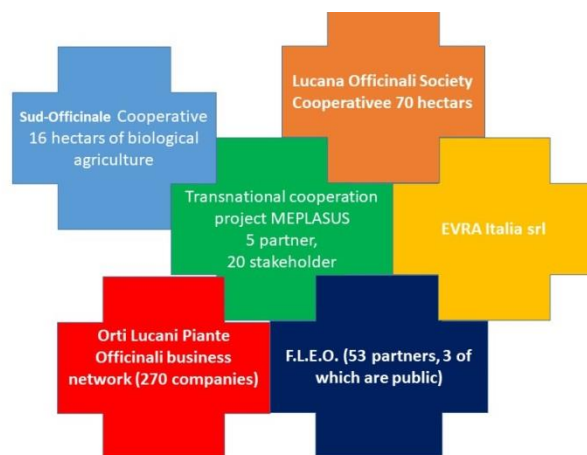 Lucana Officinali Society
Cooperativee 70 hectars
Sud-Officinale Cooperative
16 hectars of biological
agriculture
Transnational cooperation
project MEPLASUS
5 partner,
20 stakeholder
EVRA Italia srl
Orti Lucani Piante
Officinali business
network (270 companies)
F.L.E.O. (53 partners, 3 of
which are public)